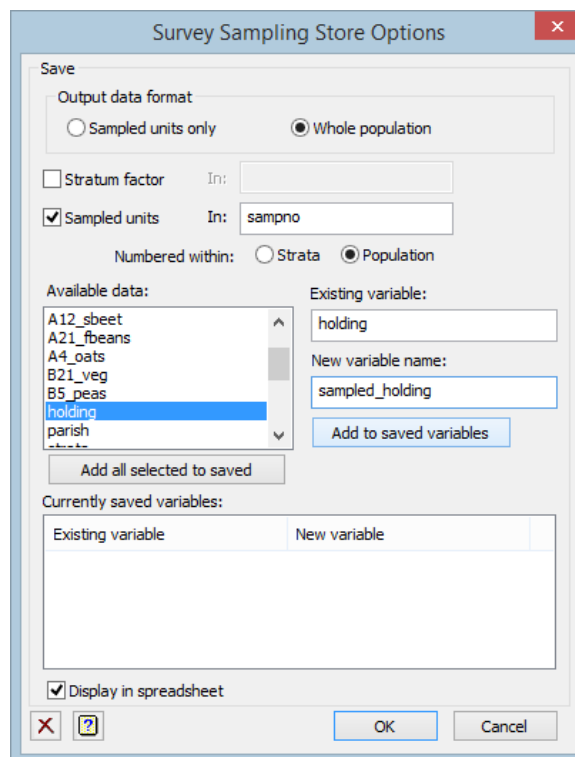 Survey Sampling Store Options
Save
Output data format
Sampled units only Whole population
Stratum factor In:
Sampled units In: sampno
Numbered within: Strata Population
Available data: Existing variable:
A12_sbeet holding
A21_fbeans
A4_oats New variable name:
B21_veg sampled_holding
B5_peas
holding Add to saved variables
parish
Add all selected to saved
Currently saved variables:
Existing variable New variable
Display in spreadsheet
OK Cancel